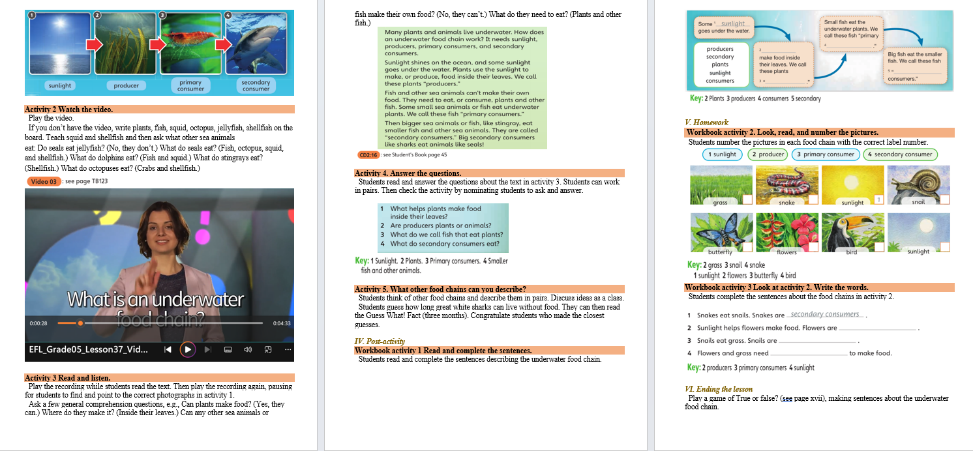 1
2
3
4
sunlight
producer
primary
consumer
secondary
consumer
Activity 2 Watch the video.
Play the video.
If you don't have the video, write plants, fish, squid, octopus, jellyfish, shellfish on the
board. Teach squid and shellfish and then ask what other sea animals
eat: Do seals eat jellyfish? (No, they don't.) What do seals eat? (Fish, octopus, squid,
and shellfish.) What do dolphins eat? (Fish and squid.) What do stingrays eat?
(Shellfish.) What do octopuses eat? (Crabs and shellfish.)
Video 03 see page TB123
What is an underwater
food chain?
0:00:28
0:04:33
EFL_Grade05_Lesson37_Vid...
Activity 3 Read and listen.
Play the recording while students read the text. Then play the recording again, pausing
for students to find and point to the correct photographs in activity 1.
Ask a few general comprehension questions, e.g., Can plants make food? (Yes, they
can.) Where do they make it? (Inside their leaves.) Can any other sea animals or
fish make their own food? (No, they can't.) What do they need to eat? (Plants and other
fish.)
Many plants and animals live underwater. How does
an underwater food chain work? It needs sunlight,
producers, primary consumers, and secondary
consumers.
Sunlight shines on the ocean, and some sunlight
goes under the water. Plants use the sunlight to
make, or produce, food inside their leaves. We call
these plants "producers."
Fish and other sea animals can't make their own
food. They need to eat, or consume, plants and other
fish. Some small sea animals or fish eat underwater
plants. We call these fish "primary consumers."
Then bigger sea animals or fish, like stingray, eat
smaller fish and other sea animals. They are called
"secondary consumers." Big secondary consumers
like sharks eat animals like seals!
CD2:16 see Student's Book page 45
Activity 4. Answer the questions.
Students read and answer the questions about the text in activity 3. Students can work
in pairs. Then check the activity by nominating students to ask and answer.
1 What helps plants make food
inside their leaves?
2 Are producers plants or animals?
3 What do we call fish that eat plants?
4 What do secondary consumers eat?
Key: 1 Sunlight. 2 Plants. 3 Primary consumers. 4 Smaller
fish and other animals.
Activity 5. What other food chains can you describe?
Students think of other food chains and describe them in pairs. Discuss ideas as a class.
Students guess how long great white sharks can live without food. They can then read
the Guess What! Fact (three months). Congratulate students who made the closest
guesses.
IV. Post-activity
Workbook activity 1 Read and complete the sentences.
Students read and complete the sentences describing the underwater food chain.
Some 1 sunlight
goes under the water.
producers
secondary
plants
sunlight
consumers
2
make food inside
their leaves. We call
these plants
" 3
Small fish eat the
underwater plants. We
call these fish "primary
4
Big fish eat the smaller
fish. We call these fish
" 5
consumers."
Key: 2 Plants 3 producers 4 consumers 5 secondary
V. Homework
Workbook activity 2. Look, read, and number the pictures.
Students number the pictures in each food chain with the correct label number.
1 sunlight
2 producer
3 primary consumer
4 secondary consumer
grass
snake
sunlight
1
snail
butterfly
flowers
bird
sunlight
Key: 2 grass 3 snail 4 snake
1 sunlight 2 flowers 3 butterfly 4 bird
Workbook activity 3 Look at activity 2. Write the words.
Students complete the sentences about the food chains in activity 2.
1 Snakes eat snails. Snakes are secondary consumers .
2 Sunlight helps flowers make food. Flowers are .
3 Snails eat grass. Snails are .
4 Flowers and grass need to make food.
Key: 2 producers 3 primary consumers 4 sunlight
VI. Ending the lesson
Play a game of True or false? (see page xvii), making sentences about the underwater
food chain.